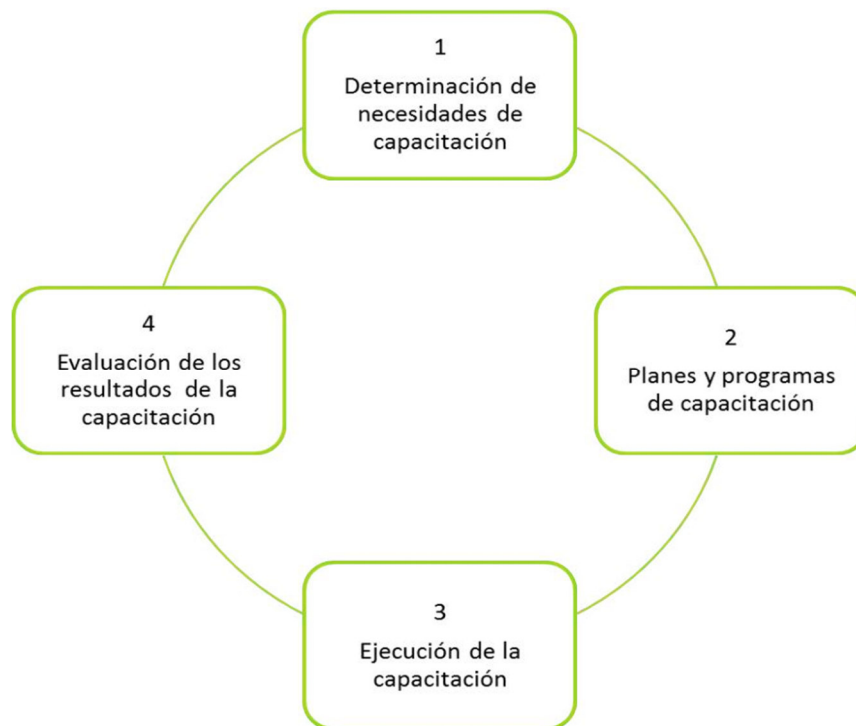 1
Determinación de
necesidades de
capacitación
2
Planes y programas
de capacitación
3
Ejecución de la
capacitación
4
Evaluación de los
resultados de la
capacitación